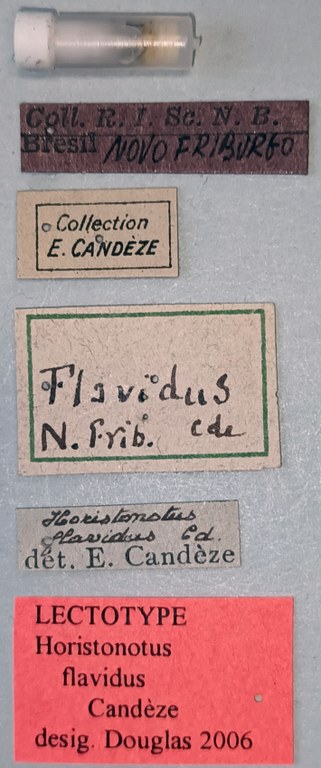 Coll. R. I. Sc. N. B.
Brésil NOVO FRIBURGO
Collection
E. CANDÈZE
Flavidus
N. Frib. Cde
Horistonotus
flavidus Cd.
dét. E. Candèze
LECTOTYPE
Horistonotus
flavidus
Candèze
desig. Douglas 2006